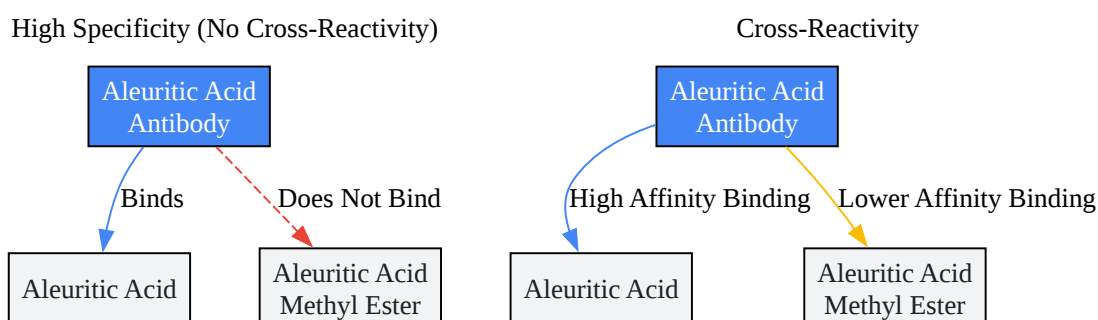 High Specificity (No Cross-Reactivity)
Aleuritic Acid
Antibody
Binds
Does Not Bind
Aleuritic Acid
Aleuritic Acid
Methyl Ester
Cross-Reactivity
Aleuritic Acid
Antibody
High Affinity Binding
Lower Affinity Binding
Aleuritic Acid
Aleuritic Acid
Methyl Ester